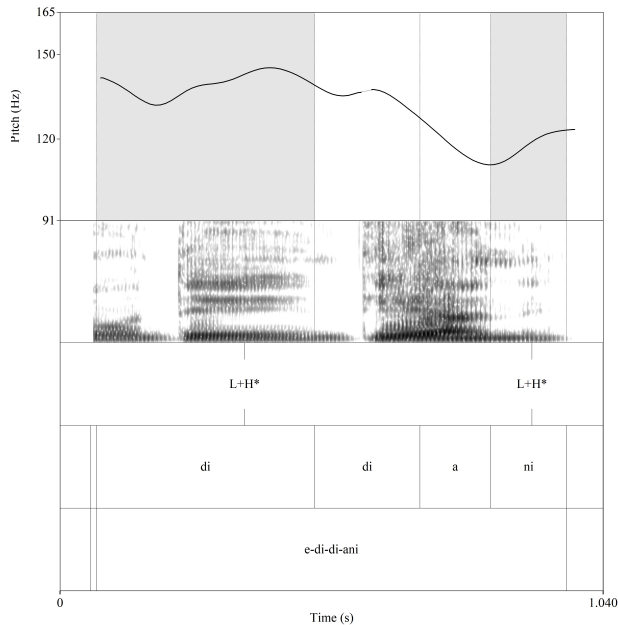 165
150
Pitch (Hz)
120
91
L+H* L+H*
di di a ni
e-di-di-ani
0 1.040
Time (s)